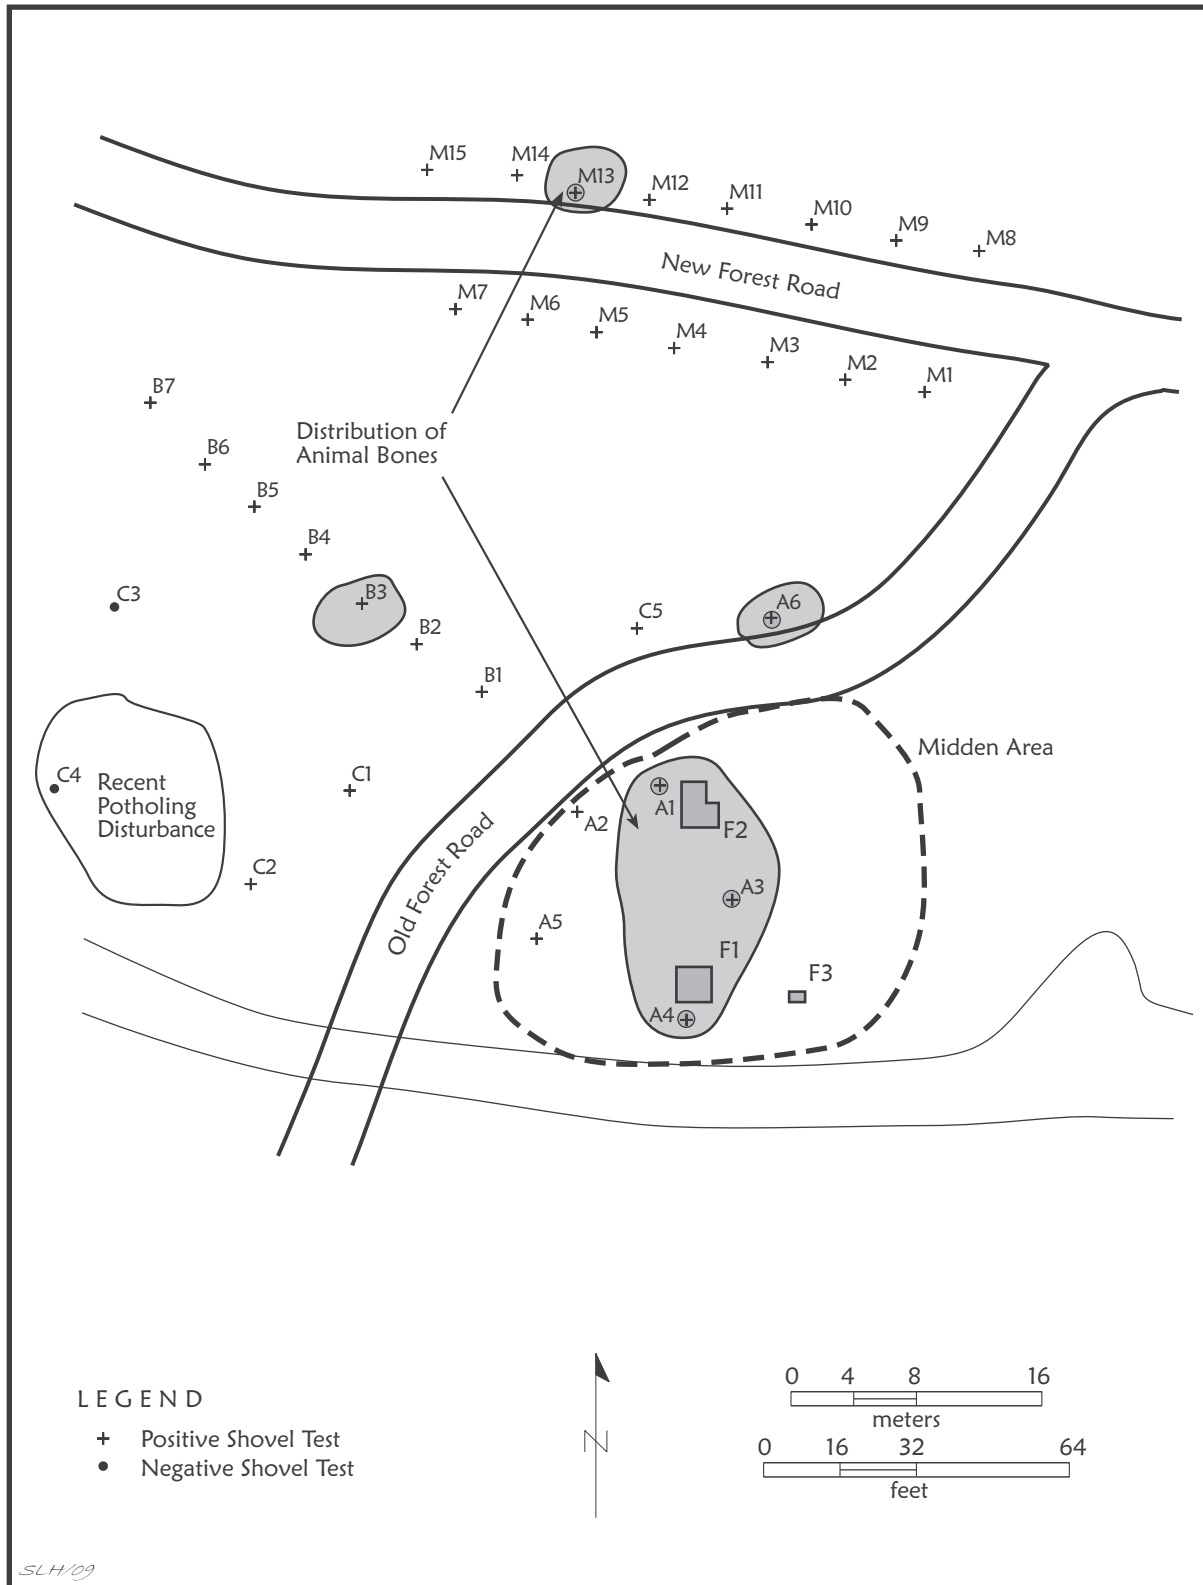 M15
M14
M13
M12
M11
M10
M9
M8
New Forest Road
M7
M6
M5
M4
M3
M2
M1
B7
Distribution of
Animal Bones
B6
B5
B4
C3
B3
B2
B1
C5
A6
Midden Area
C4
Recent
Potholing
Disturbance
C1
A1
A2
F2
C2
Old Forest Road
A3
A5
F1
F3
A4
LEGEND
+ Positive Shovel Test
• Negative Shovel Test
N
0 4 8 16
meters
0 16 32 64
feet
SLH/09